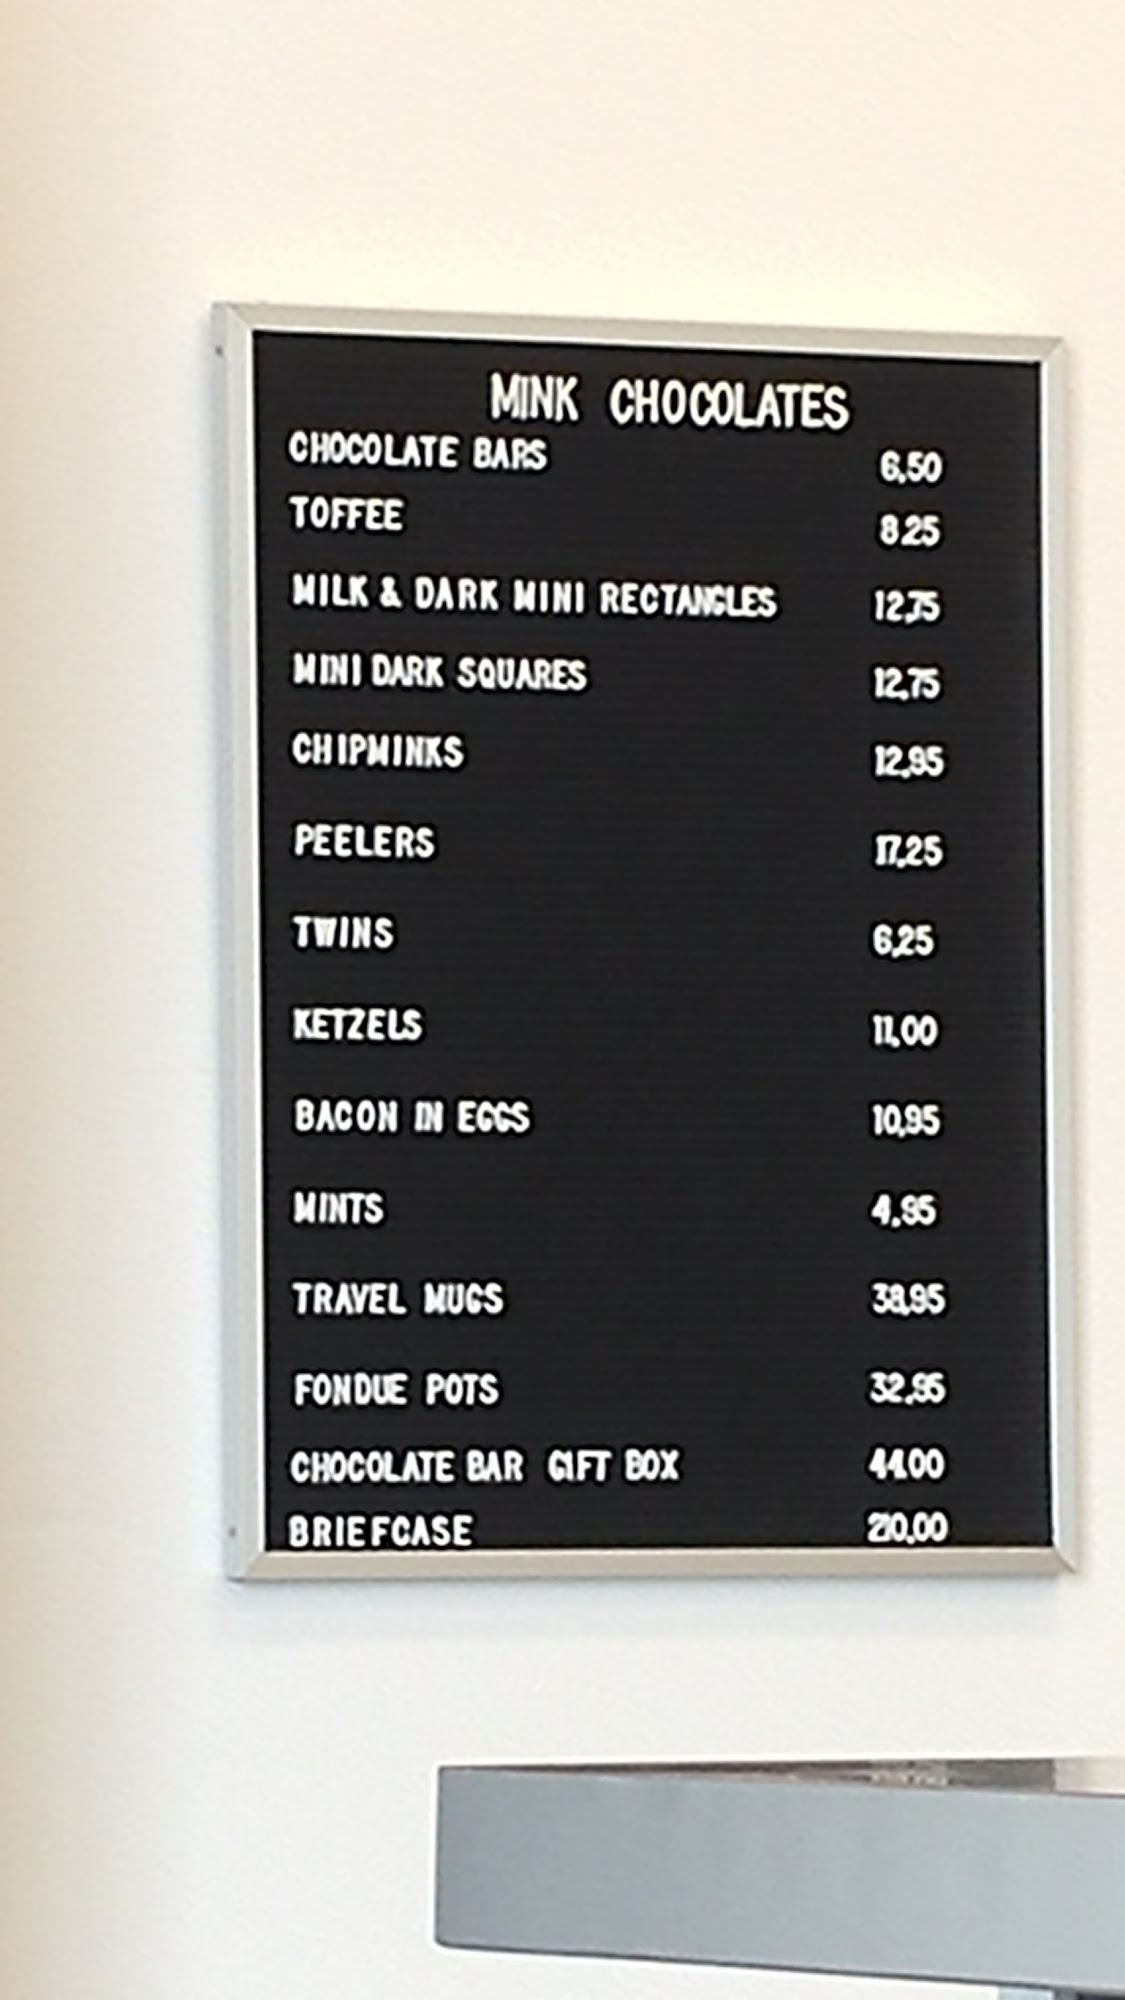 MINK CHOCOLATES
CHOCOLATE BARS 6.50
TOFFEE 8.25
MILK & DARK MINI RECTANGLES 12.75
MINI DARK SQUARES 12.75
CHIPMINKS 12.95
PEELERS 17.25
TWINS 6.25
KETZELS 11.00
BACON IN EGGS 10.95
MINTS 4.95
TRAVEL MUGS 38.95
FONDUE POTS 32.95
CHOCOLATE BAR GIFT BOX 44.00
BRIEFCASE 210.00